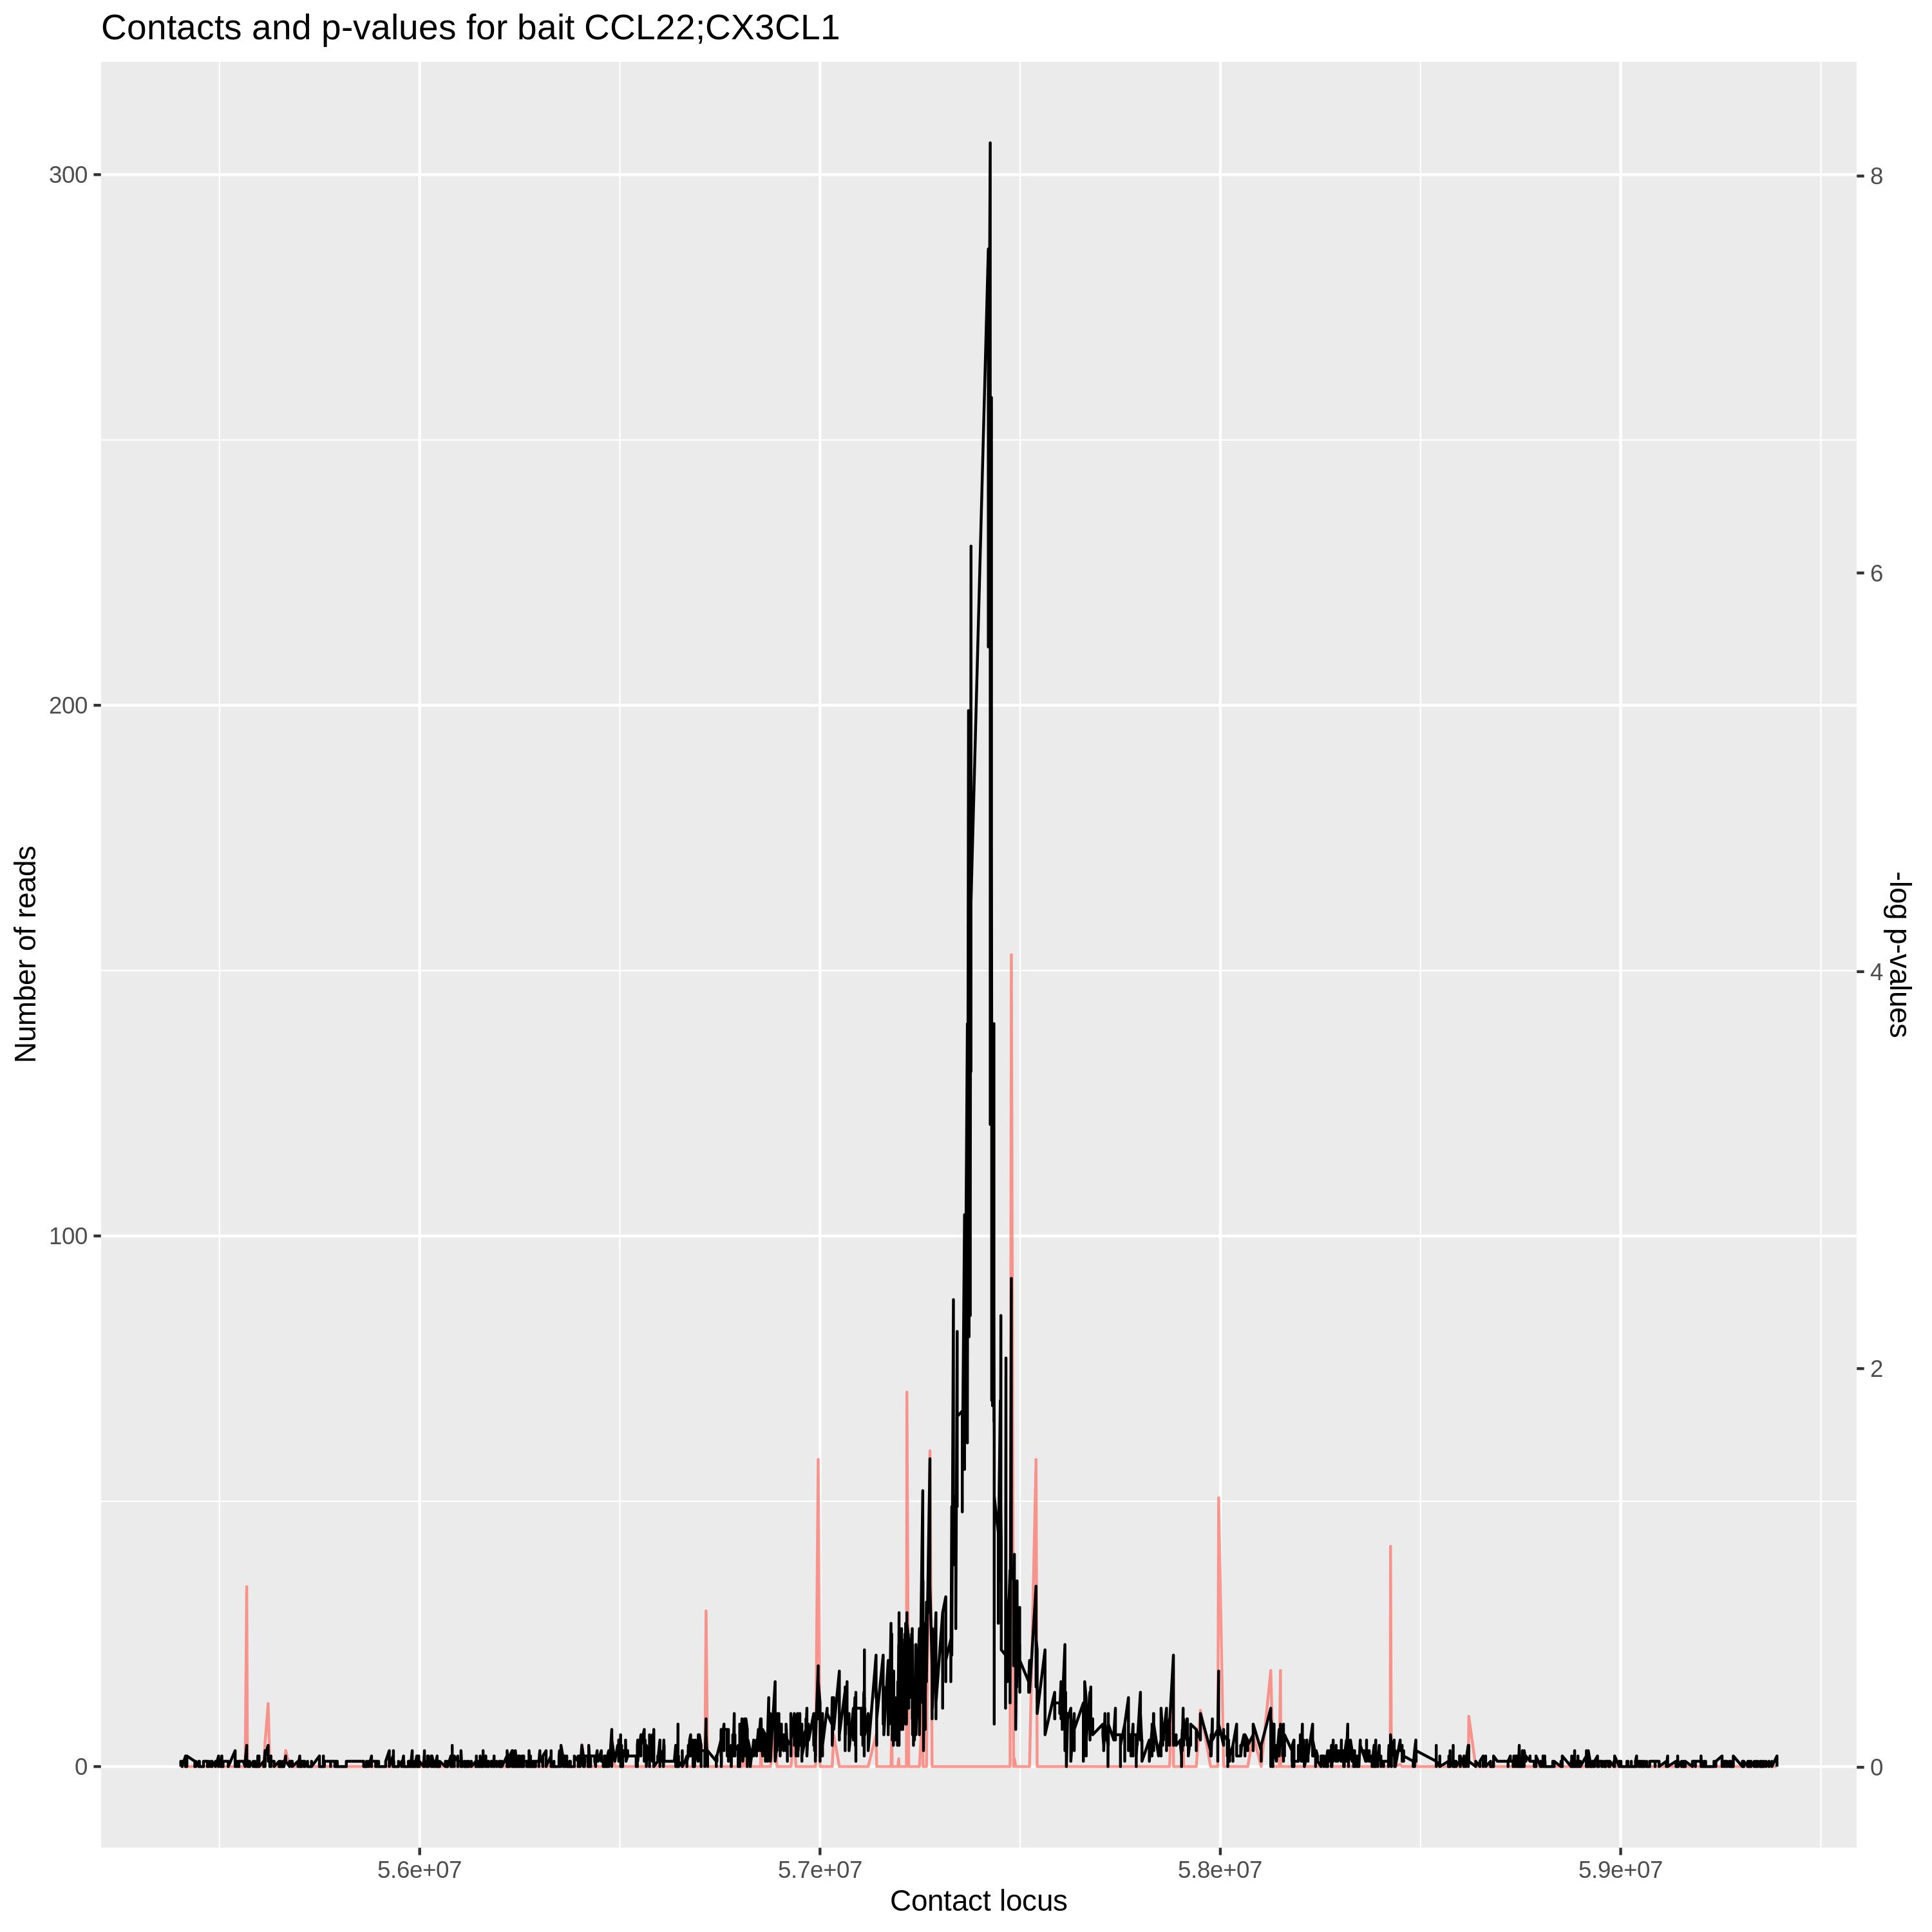 Contacts and p-values for bait CCL22;CX3CL1
Number of reads
300
200
100
0
8
6
4
2
0
-log p-values
5.6e+07
5.7e+07
5.8e+07
5.9e+07
Contact locus